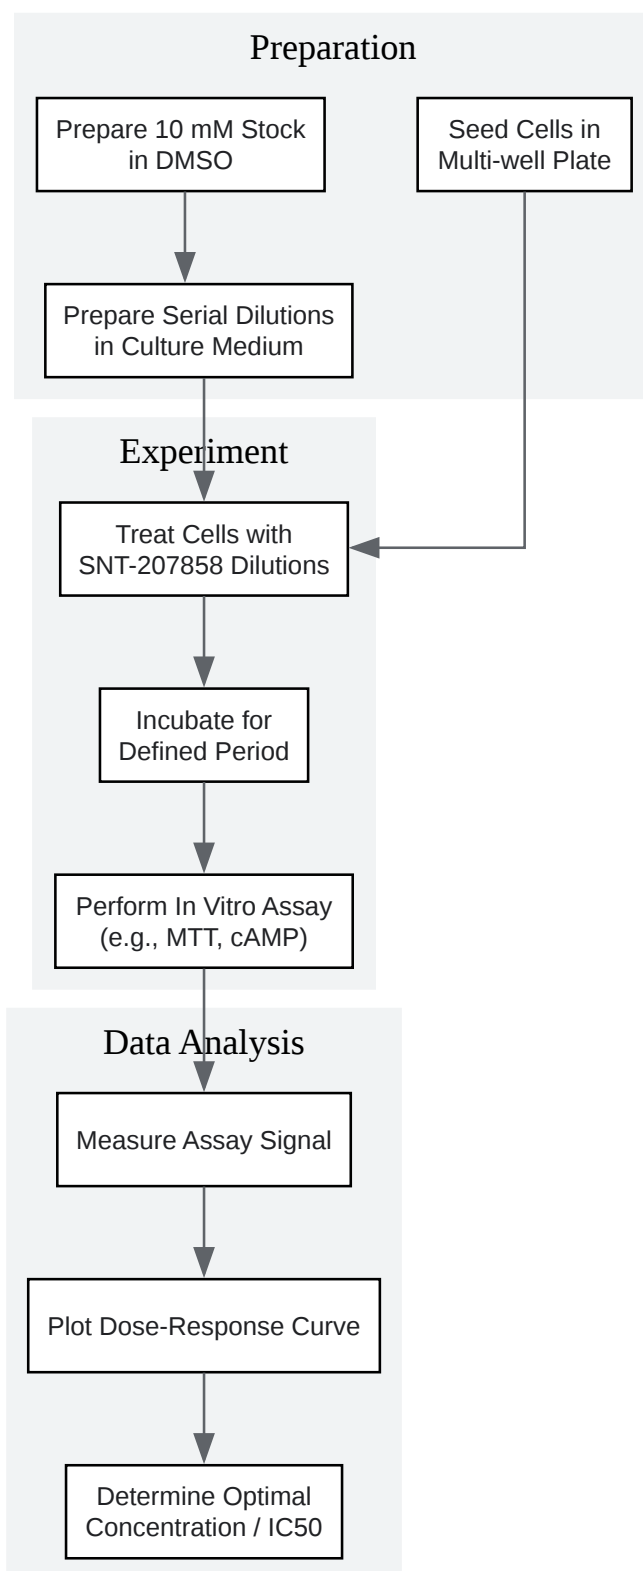 Preparation
Prepare 10 mM Stock
in DMSO
Seed Cells in
Multi-well Plate
Prepare Serial Dilutions
in Culture Medium
Experiment
Treat Cells with
SNT-207858 Dilutions
Incubate for
Defined Period
Perform In Vitro Assay
(e.g., MTT, cAMP)
Data Analysis
Measure Assay Signal
Plot Dose-Response Curve
Determine Optimal
Concentration / IC50